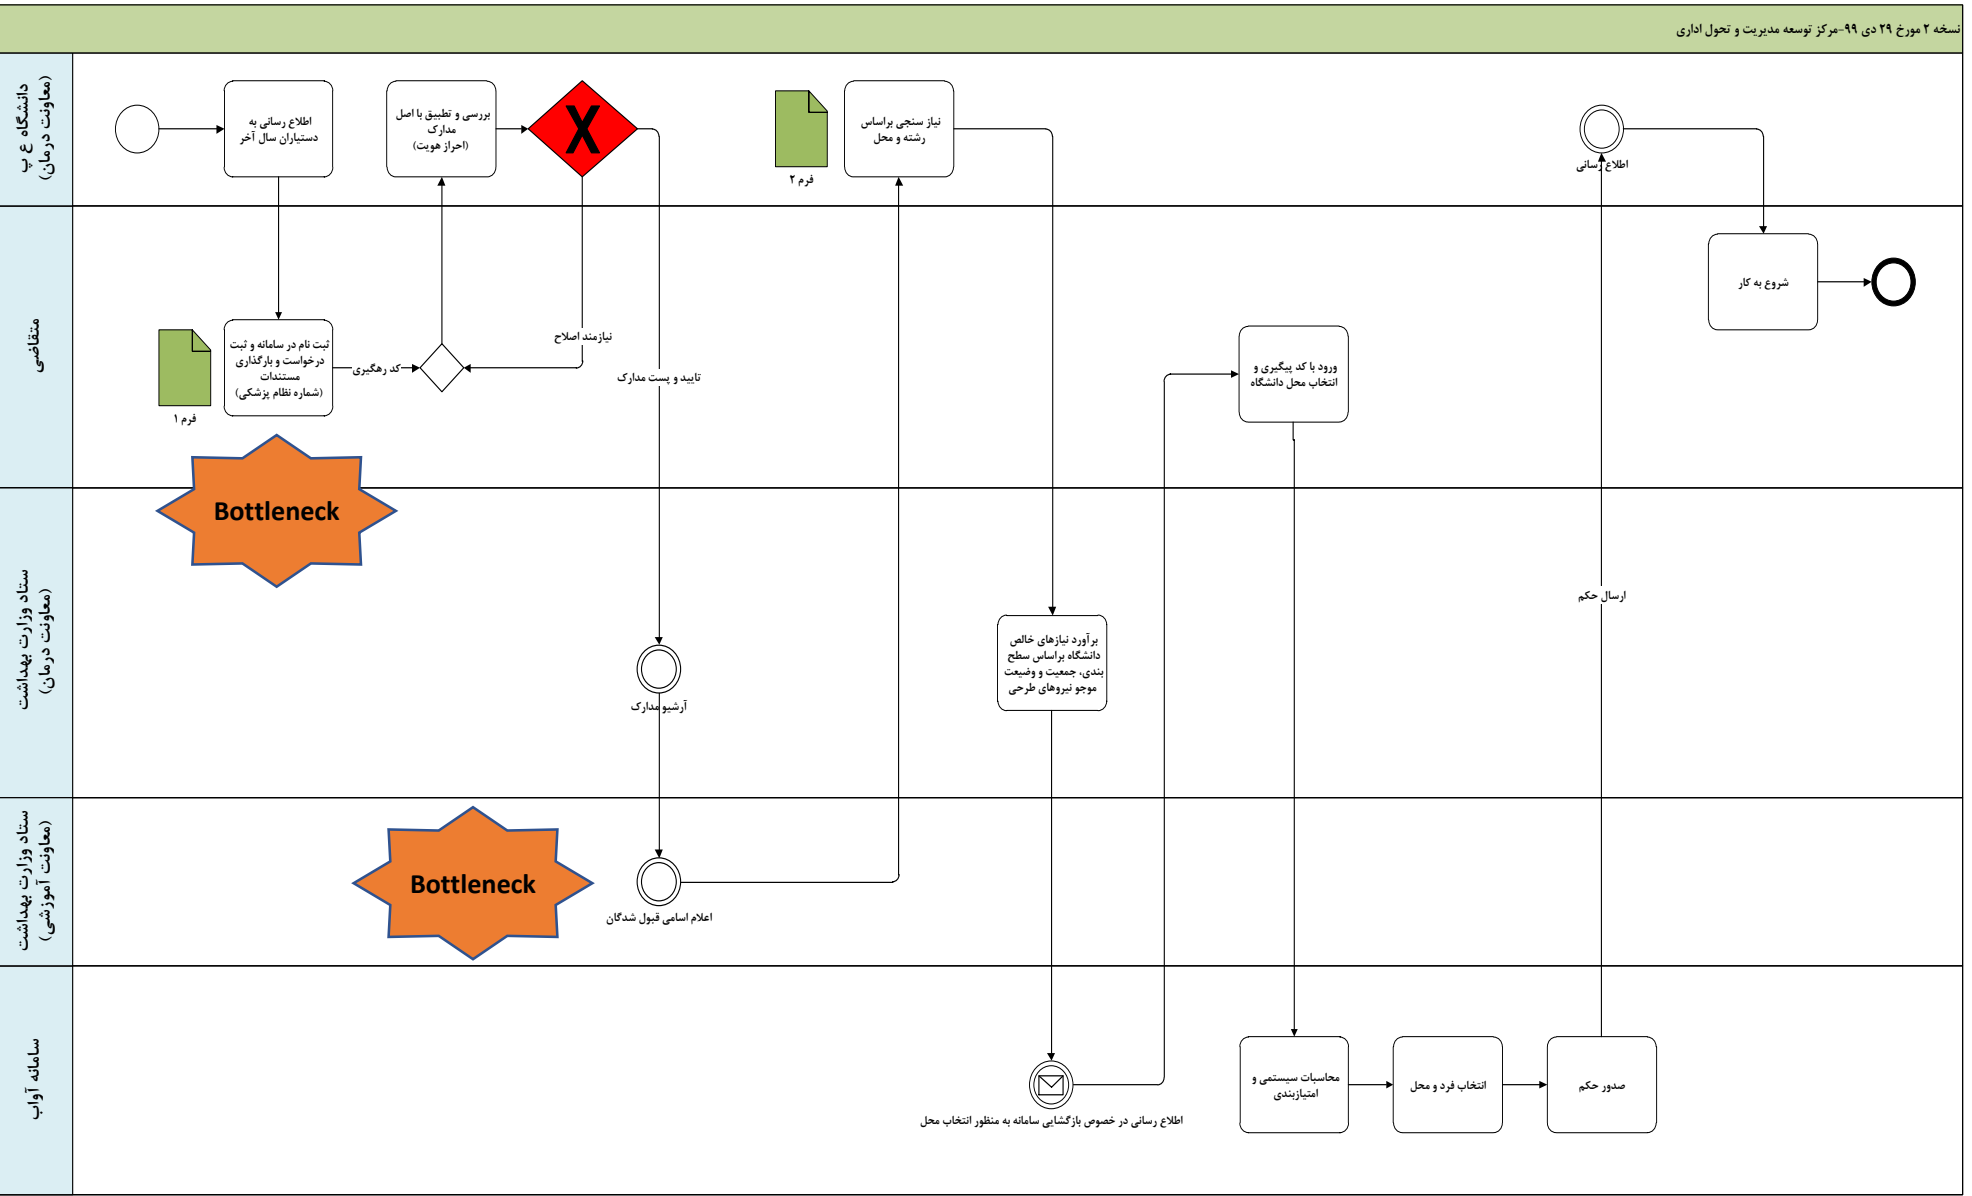 نسخه ۲ مورخ ۲۹ دی ۹۹-مرکز توسعه مدیریت و تحول اداری
دانشگاه ع پ
(معاونت درمان)
اطلاع رسانی به
دستیاران سال آخر
بررسی و تطبیق با اصل
مدارک
(احراز هویت)
X
فرم ۲
نیاز سنجی براساس
رشته و محل
اطلاع رسانی
متقاضی
فرم ۱
ثبت نام در سامانه و ثبت
درخواست و بارگذاری
مستندات
(شماره نظام پزشکی)
کد رهگیری
نیازمند اصلاح
تایید و پست مدارک
ورود با کد پیگیری و
انتخاب محل دانشگاه
شروع به کار
Bottleneck
ستاد وزارت بهداشت
(معاونت درمان)
آرشیو مدارک
برآورد نیازهای خالص
دانشگاه براساس سطح
بندی، جمعیت و وضیعت
موجو نیروهای طرحی
ارسال حکم
ستاد وزارت بهداشت
(معاونت آموزشی)
Bottleneck
اعلام اسامی قبول شدگان
سامانه آواب
اطلاع رسانی در خصوص بازگشایی سامانه به منظور انتخاب محل
محاسبات سیستمی و
امتیازبندی
انتخاب فرد و محل
صدور حکم